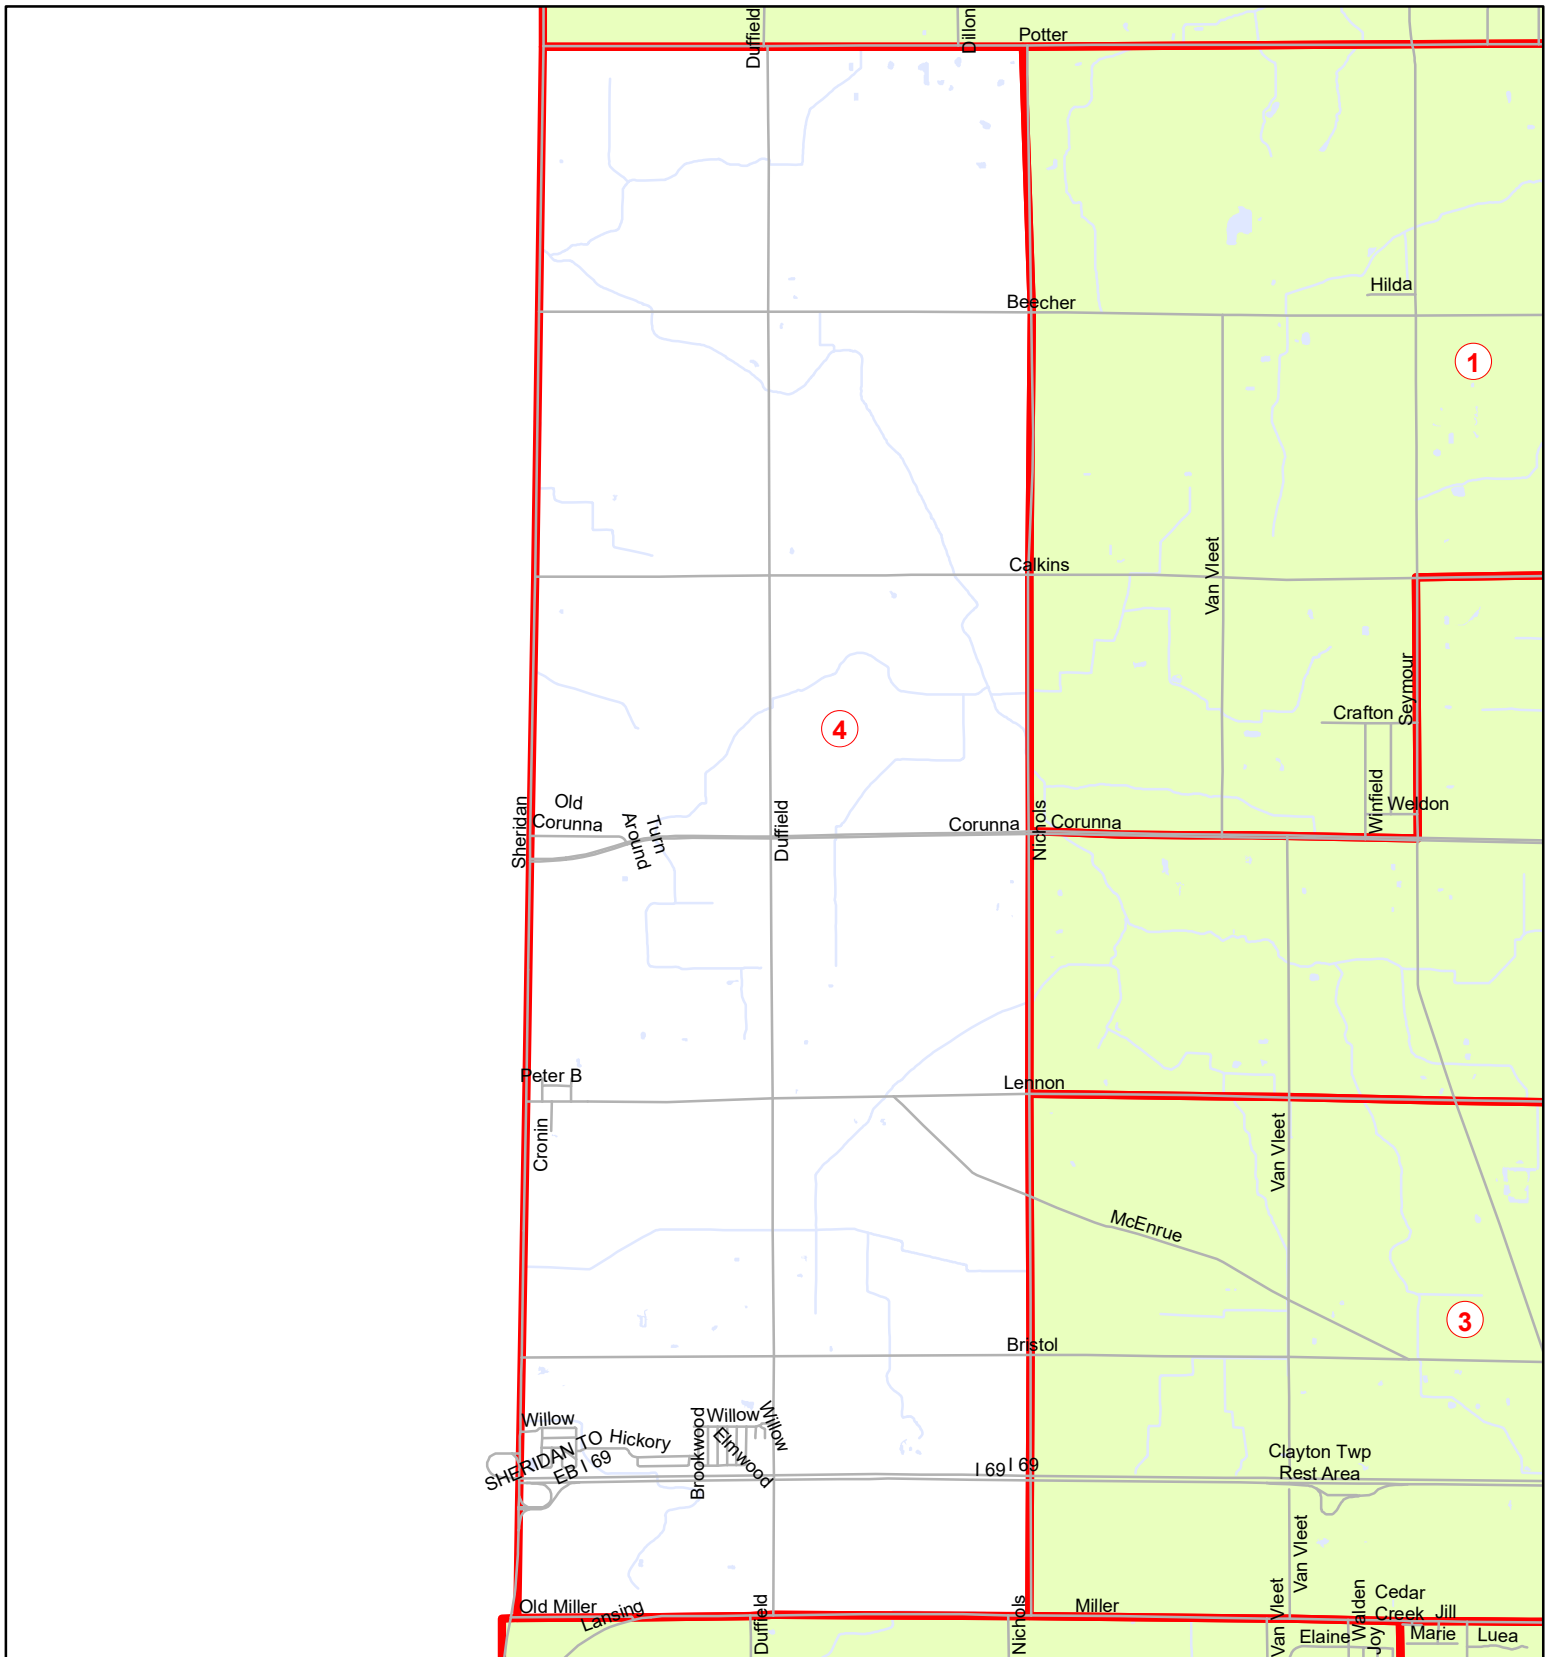 Duffield
Dillon
Potter
Hilda
Beecher
1
Calkins
Van Vleet
Seymour
Crafton
4
Winfield
Weldon
Old
Corunna
Turn
Around
Sheridan
Duffield
Corunna
Nichols
Corunna
Peter B
Lennon
Cronin
Van Vleet
McEnrue
3
Bristol
Willow
SHERIDAN TO
EB I 69
Hickory
Brookwood
Willow
Willow
Elmwood
I 69
I 69
Clayton Twp
Rest Area
Van Vleet
Old Miller
Lansing
Duffield
Nichols
Miller
Van Vleet
Walden
Cedar
Creek
Jill
Elaine
Joy
Marie
Luea